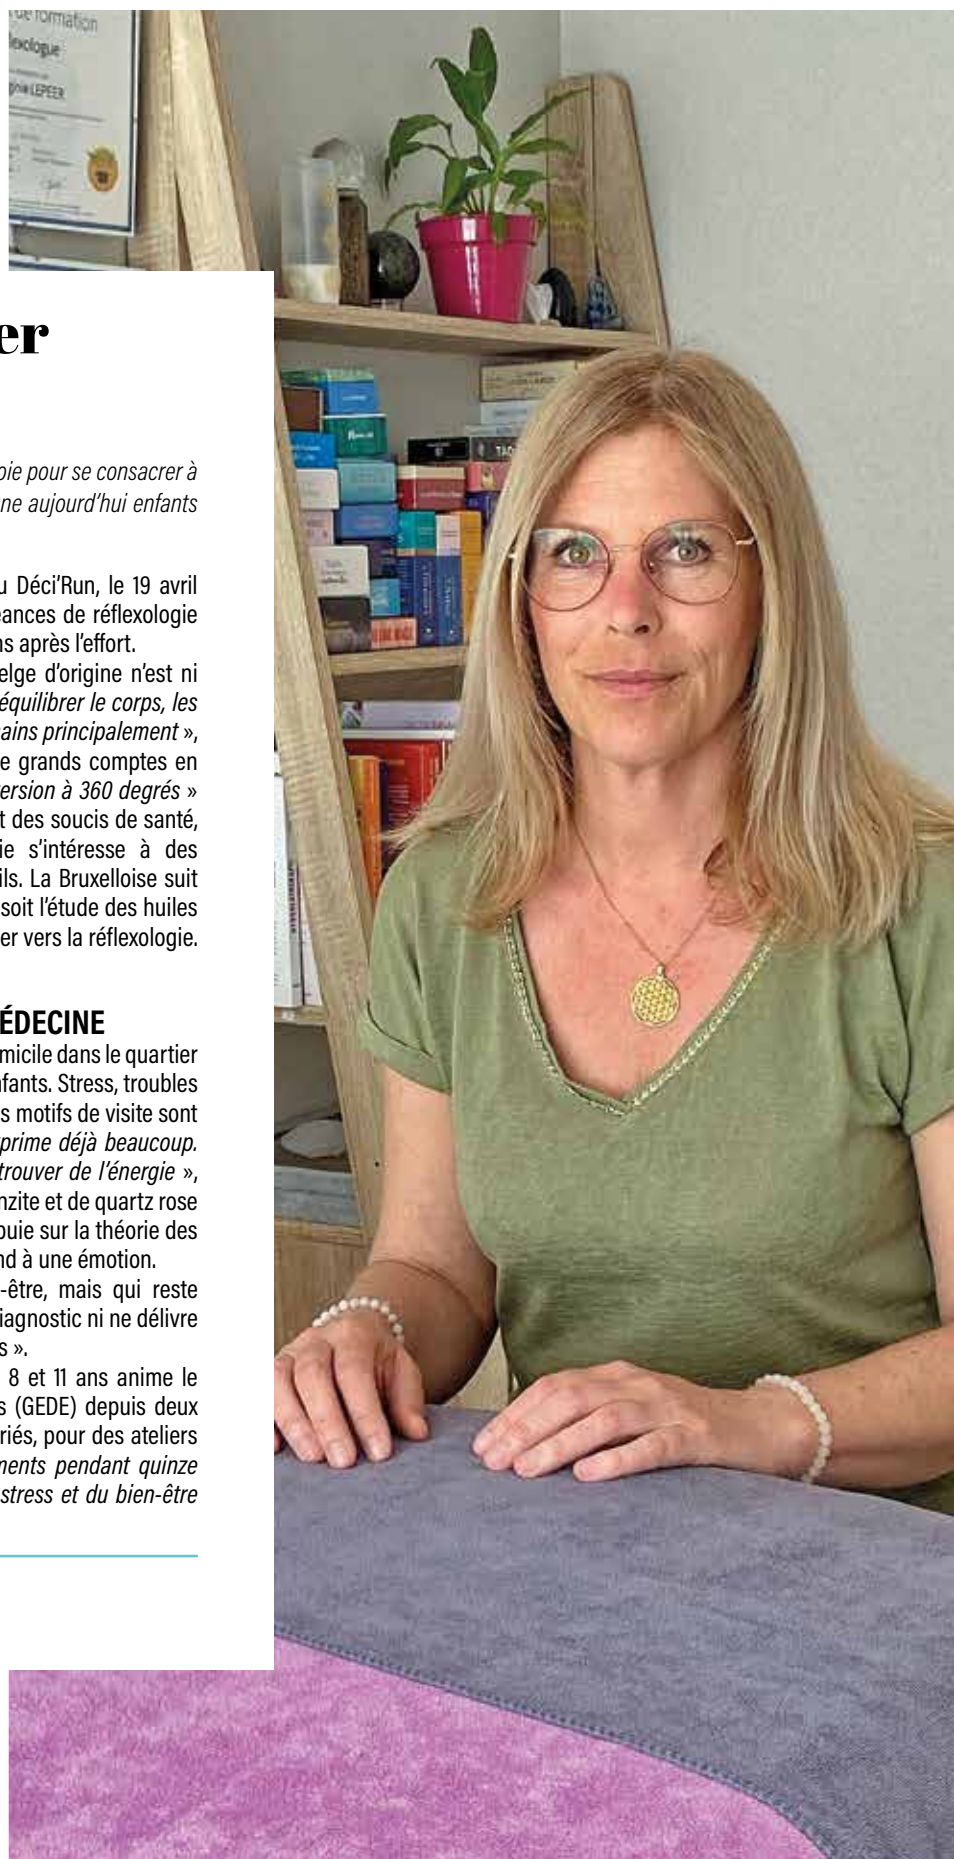 de formation
lexologue
LEPEER
er
oie pour se consacrer à
ne aujourd’hui enfants
u Déci’Run, le 19 avril
éances de réflexologie
ns après l’effort.
elge d’origine n’est ni
équilibrer le corps, les
ains principalement »,
e grands comptes en
ersion à 360 degrés »
t des soucis de santé,
ie s’intéresse à des
ils. La Bruxelloise suit
soit l’étude des huiles
er vers la réflexologie.
ÉDECINE
micile dans le quartier
nfants. Stress, troubles
s motifs de visite sont
prime déjà beaucoup.
trouver de l’énergie »,
nzite et de quartz rose
puie sur la théorie des
nd à une émotion.
-être, mais qui reste
iagnostic ni ne délivre
s ».
8 et 11 ans anime le
s (GEDE) depuis deux
riés, pour des ateliers
ments pendant quinze
stress et du bien-être